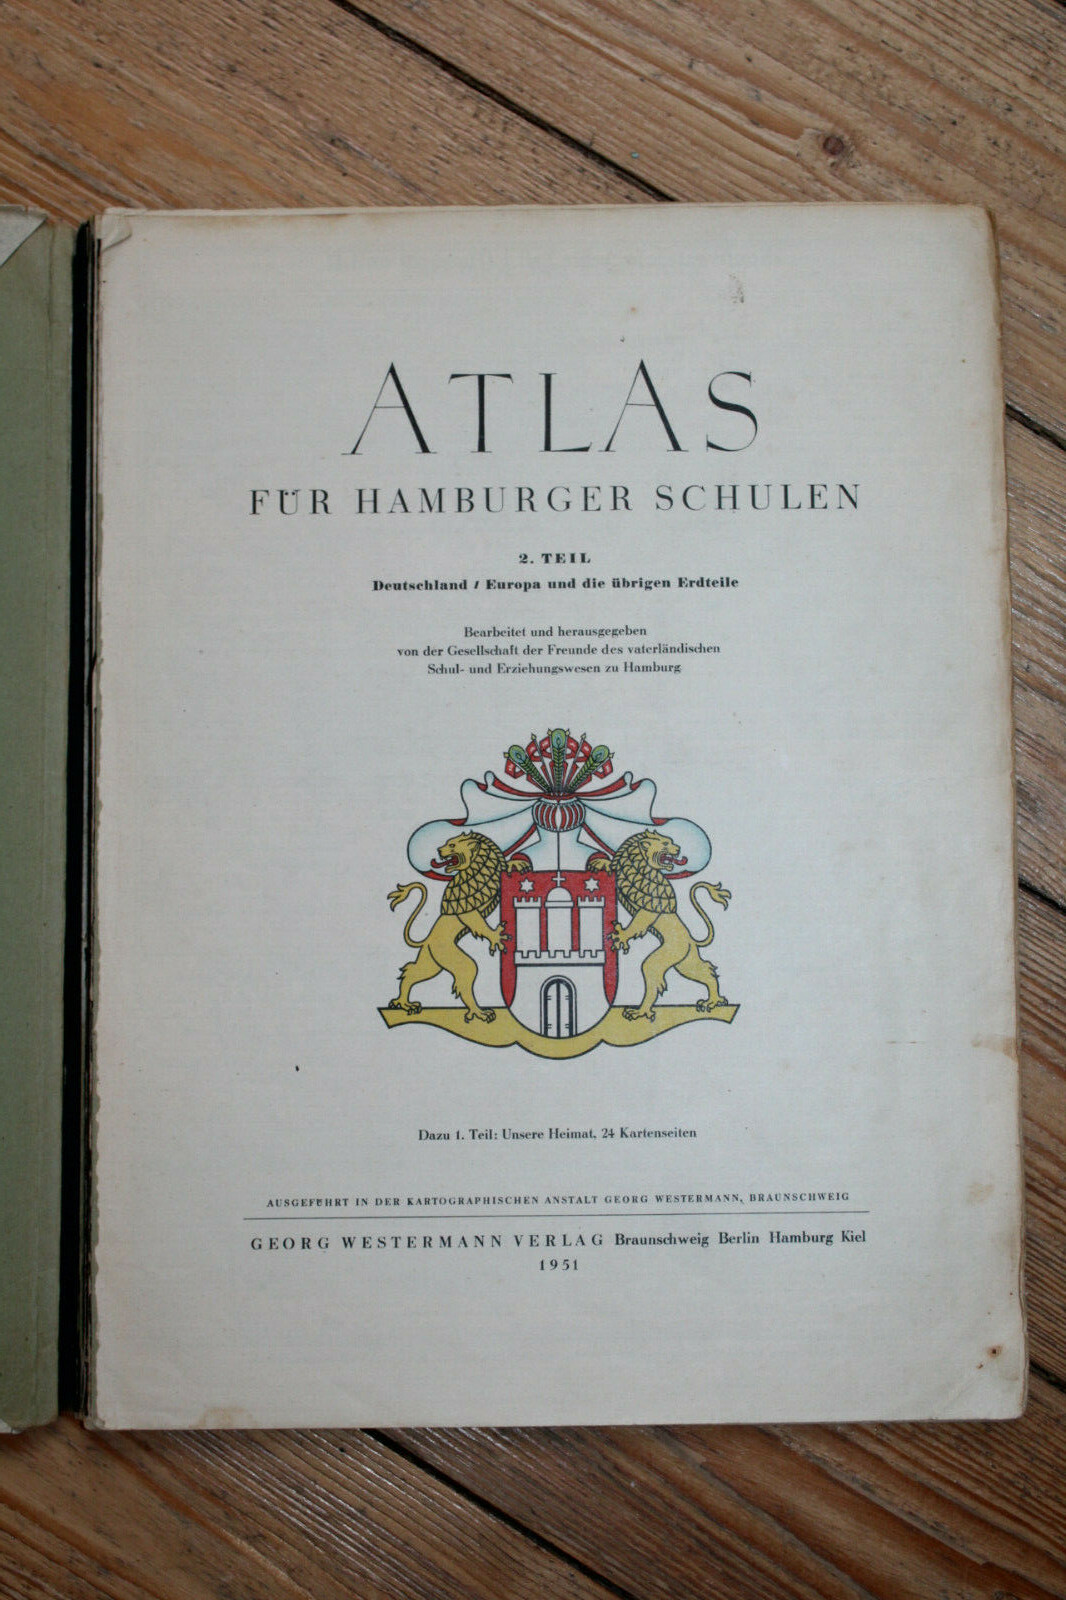 ATLAS
FÜR HAMBURGER SCHULEN
2. TEIL
Deutschland / Europa und die übrigen Erdteile
Bearbeitet und herausgegeben
von der Gesellschaft der Freunde des vaterländischen
Schul- und Erziehungswesen zu Hamburg
Dazu 1. Teil: Unsere Heimat, 24 Kartenseiten
AUSGEFÜHRT IN DER KARTOGRAPHISCHEN ANSTALT GEORG WESTERMANN, BRAUNSCHWEIG
GEORG WESTERMANN VERLAG Braunschweig Berlin Hamburg Kiel
1951